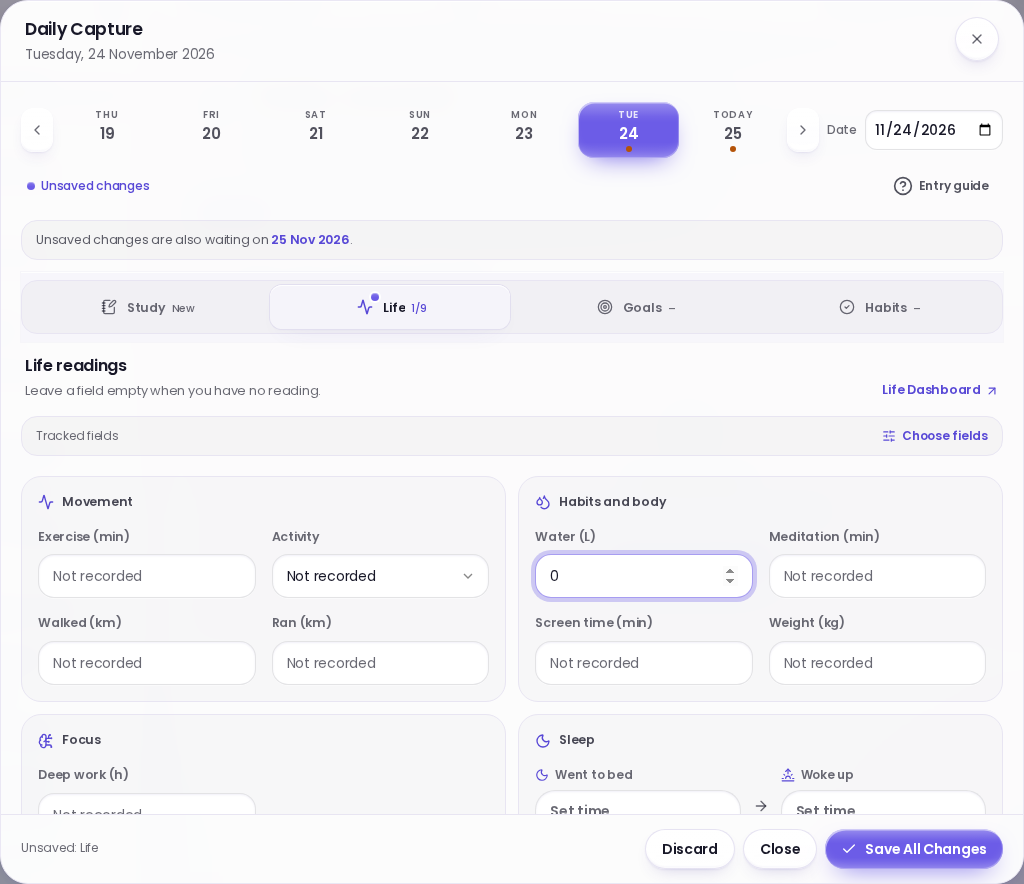 Daily Capture
Tuesday, 24 November 2026
THU FRI SAT SUN MON TUE TODAY
19 20 21 22 23 24 25
Date 11/24/2026
Unsaved changes
Entry guide
Unsaved changes are also waiting on 25 Nov 2026.
Study New
Life 1/9
Goals –
Habits –
Life readings
Leave a field empty when you have no reading.
Life Dashboard
Tracked fields
Choose fields
Movement
Exercise (min) Activity
Not recorded Not recorded
Walked (km) Ran (km)
Not recorded Not recorded
Habits and body
Water (L) Meditation (min)
0 Not recorded
Screen time (min) Weight (kg)
Not recorded Not recorded
Focus
Deep work (h)
Not recorded
Sleep
Went to bed Woke up
Set time Set time
Unsaved: Life
Discard
Close
Save All Changes